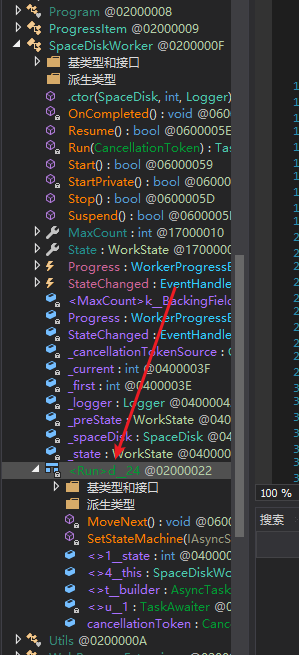 Program @02000008
ProgressItem @02000009
SpaceDiskWorker @0200000F
基类型和接口
派生类型
.ctor(SpaceDisk, int, Logger)
OnCompleted() : void @0600
Resume() : bool @0600005E
Run(CancellationToken) : Tas
Start() : bool @06000059
StartPrivate() : bool @06000
Stop() : bool @0600005D
Suspend() : bool @0600005
MaxCount : int @17000010
State : WorkState @1700000
Progress : WorkerProgressE
StateChanged : EventHandle
<MaxCount>k__BackingField
Progress : WorkerProgressE
StateChanged : EventHandle
_cancellationTokenSource :
_current : int @0400003F
_first : int @0400003E
_logger : Logger @0400004
_preState : WorkState @040
_spaceDisk : SpaceDisk @040
_state : WorkState @04000
<Run>d__24 @02000022
基类型和接口
派生类型
MoveNext() : void @0600
SetStateMachine(IAsyncS
<>1__state : int @04000
<>4__this : SpaceDiskWo
<>t__builder : AsyncTask
<>u__1 : TaskAwaiter @0
cancellationToken : Canc
Utils @0200000A
100 %
搜索